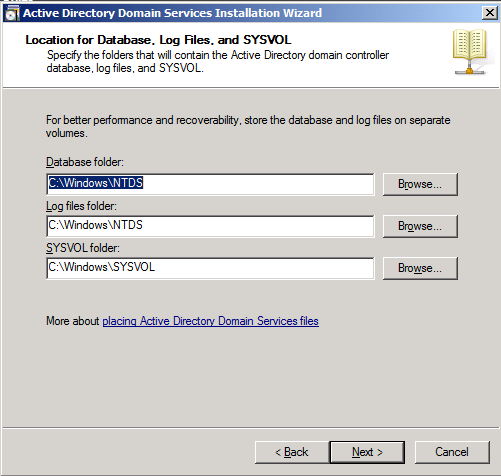 Active Directory Domain Services Installation Wizard
Location for Database, Log Files, and SYSVOL
Specify the folders that will contain the Active Directory domain controller
database, log files, and SYSVOL.
For better performance and recoverability, store the database and log files on separate
volumes.
Database folder:
C:\Windows\NTDS
Browse...
Log files folder:
C:\Windows\NTDS
Browse...
SYSVOL folder:
C:\Windows\SYSVOL
Browse...
More about placing Active Directory Domain Services files
< Back
Next >
Cancel